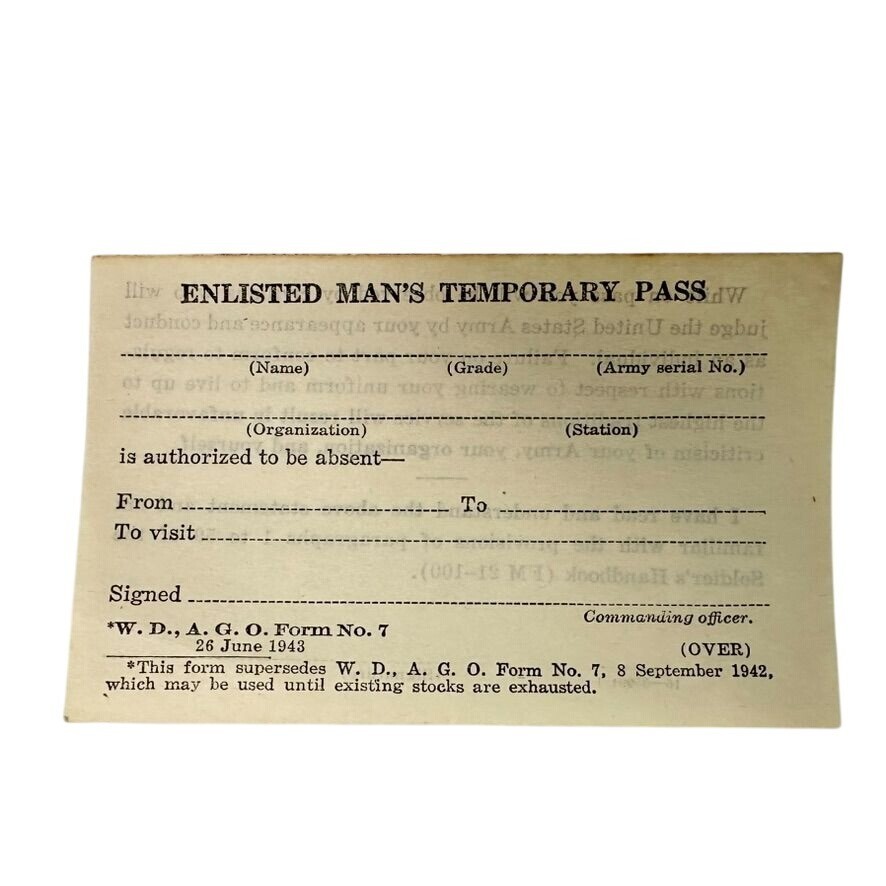 ENLISTED MAN'S TEMPORARY PASS
(Name) (Grade) (Army serial No.)
(Organization) (Station)
is authorized to be absent—
From To
To visit
Signed
Commanding officer.
*W. D., A. G. O. Form No. 7
26 June 1943
(OVER)
*This form supersedes W. D., A. G. O. Form No. 7, 8 September 1942,
which may be used until existing stocks are exhausted.